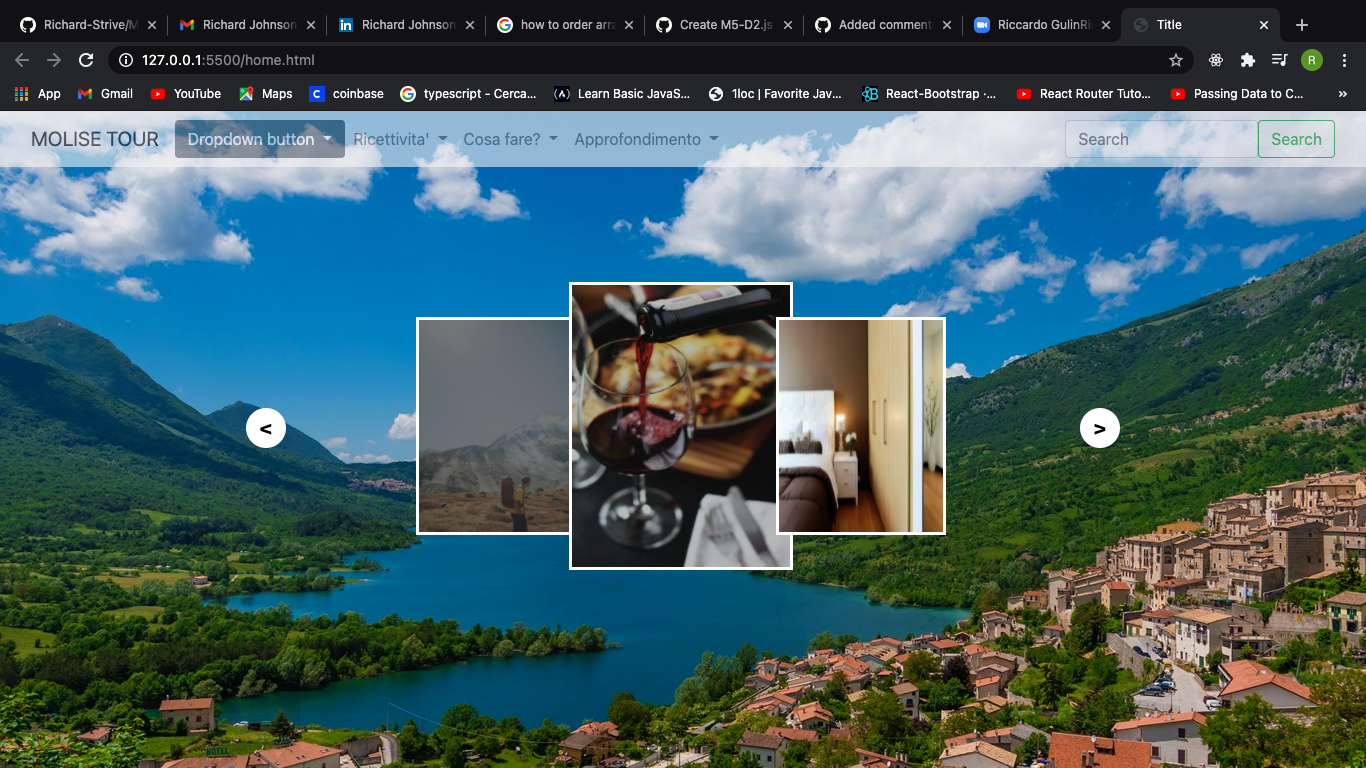 Richard-Strive/M Richard Johnson Richard Johnson how to order arra Create M5-D2.js Added comment Riccardo GulinRi Title
127.0.0.1:5500/home.html R
App Gmail YouTube Maps coinbase typescript - Cerca... Learn Basic JavaS... 1loc | Favorite Jav... React-Bootstrap ·... React Router Tuto... Passing Data to C... »
MOLISE TOUR Dropdown button Ricettivita' Cosa fare? Approfondimento Search Search
< >
HOTEL